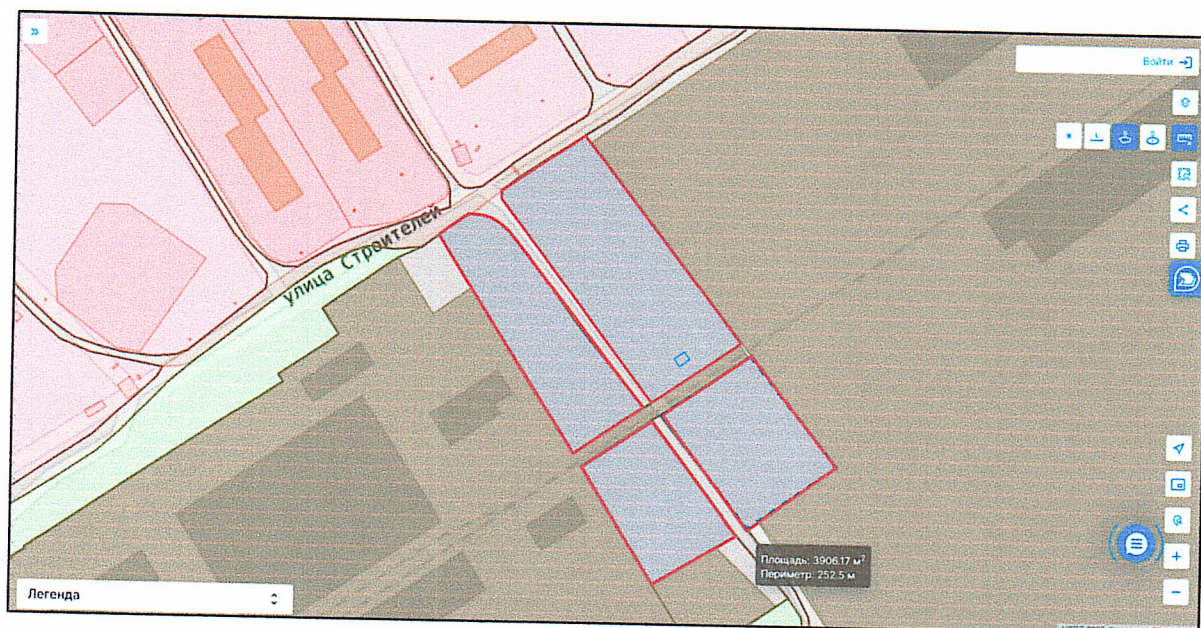 Войти
улица Строителей
Площадь: 3906.17 м²
Периметр: 252.5 м
Легенда